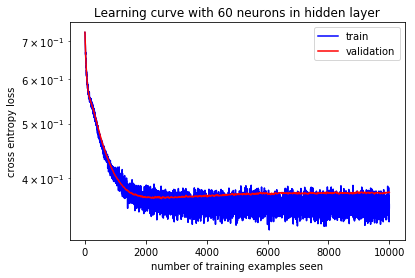 Learning curve with 60 neurons in hidden layer
train
validation
7 × 10⁻¹
6 × 10⁻¹
5 × 10⁻¹
4 × 10⁻¹
cross entropy loss
0 2000 4000 6000 8000 10000
number of training examples seen